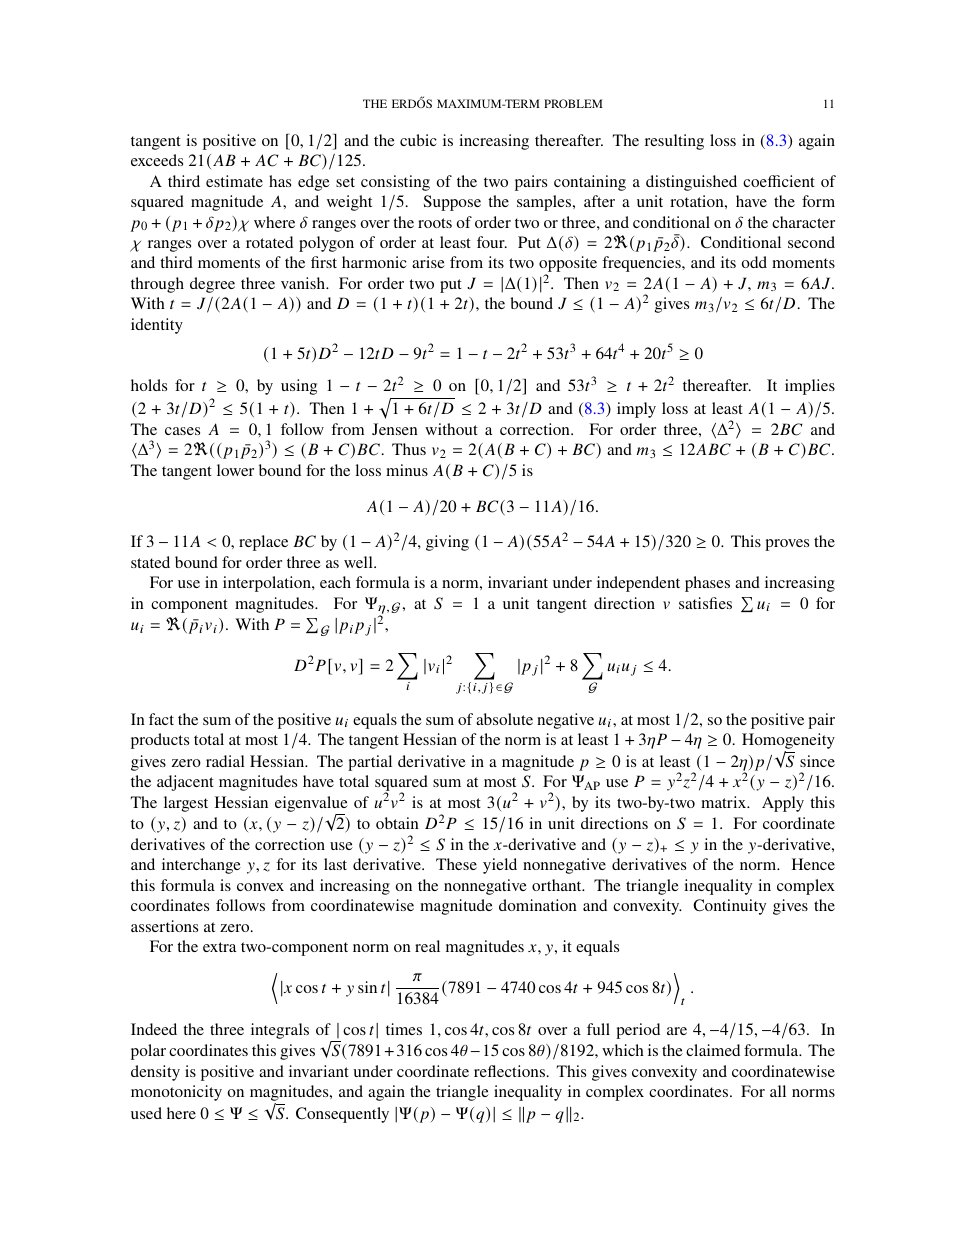 THE ERDŐS MAXIMUM-TERM PROBLEM 11
tangent is positive on [0, 1/2] and the cubic is increasing thereafter. The resulting loss in (8.3) again
exceeds 21(AB + AC + BC)/125.
A third estimate has edge set consisting of the two pairs containing a distinguished coefficient of
squared magnitude A, and weight 1/5. Suppose the samples, after a unit rotation, have the form
p₀ + (p₁ + δp₂)χ where δ ranges over the roots of order two or three, and conditional on δ the character
χ ranges over a rotated polygon of order at least four. Put Δ(δ) = 2ℜ(p₁p̄₂δ̄). Conditional second
and third moments of the first harmonic arise from its two opposite frequencies, and its odd moments
through degree three vanish. For order two put J = |Δ(1)|². Then v₂ = 2A(1 − A) + J, m₃ = 6AJ.
With t = J/(2A(1 − A)) and D = (1 + t)(1 + 2t), the bound J ≤ (1 − A)² gives m₃/v₂ ≤ 6t/D. The
identity
(1 + 5t)D² − 12tD − 9t² = 1 − t − 2t² + 53t³ + 64t⁴ + 20t⁵ ≥ 0
holds for t ≥ 0, by using 1 − t − 2t² ≥ 0 on [0, 1/2] and 53t³ ≥ t + 2t² thereafter. It implies
(2 + 3t/D)² ≤ 5(1 + t). Then 1 + √(1 + 6t/D) ≤ 2 + 3t/D and (8.3) imply loss at least A(1 − A)/5.
The cases A = 0, 1 follow from Jensen without a correction. For order three, ⟨Δ²⟩ = 2BC and
⟨Δ³⟩ = 2ℜ((p₁p̄₂)³) ≤ (B + C)BC. Thus v₂ = 2(A(B + C) + BC) and m₃ ≤ 12ABC + (B + C)BC.
The tangent lower bound for the loss minus A(B + C)/5 is
A(1 − A)/20 + BC(3 − 11A)/16.
If 3 − 11A < 0, replace BC by (1 − A)²/4, giving (1 − A)(55A² − 54A + 15)/320 ≥ 0. This proves the
stated bound for order three as well.
For use in interpolation, each formula is a norm, invariant under independent phases and increasing
in component magnitudes. For Ψ_{η,𝒢}, at S = 1 a unit tangent direction v satisfies ∑ uᵢ = 0 for
uᵢ = ℜ(p̄ᵢvᵢ). With P = ∑_𝒢 |pᵢpⱼ|²,
D²P[v, v] = 2 ∑_i |vᵢ|² ∑_{j:{i,j}∈𝒢} |pⱼ|² + 8 ∑_𝒢 uᵢuⱼ ≤ 4.
In fact the sum of the positive uᵢ equals the sum of absolute negative uᵢ, at most 1/2, so the positive pair
products total at most 1/4. The tangent Hessian of the norm is at least 1 + 3ηP − 4η ≥ 0. Homogeneity
gives zero radial Hessian. The partial derivative in a magnitude p ≥ 0 is at least (1 − 2η)p/√S since
the adjacent magnitudes have total squared sum at most S. For Ψ_AP use P = y²z²/4 + x²(y − z)²/16.
The largest Hessian eigenvalue of u²v² is at most 3(u² + v²), by its two-by-two matrix. Apply this
to (y, z) and to (x, (y − z)/√2) to obtain D²P ≤ 15/16 in unit directions on S = 1. For coordinate
derivatives of the correction use (y − z)² ≤ S in the x-derivative and (y − z)₊ ≤ y in the y-derivative,
and interchange y, z for its last derivative. These yield nonnegative derivatives of the norm. Hence
this formula is convex and increasing on the nonnegative orthant. The triangle inequality in complex
coordinates follows from coordinatewise magnitude domination and convexity. Continuity gives the
assertions at zero.
For the extra two-component norm on real magnitudes x, y, it equals
⟨|x cos t + y sin t| π/16384 (7891 − 4740 cos 4t + 945 cos 8t)⟩_t .
Indeed the three integrals of | cos t| times 1, cos 4t, cos 8t over a full period are 4, −4/15, −4/63. In
polar coordinates this gives √S(7891+316 cos 4θ−15 cos 8θ)/8192, which is the claimed formula. The
density is positive and invariant under coordinate reflections. This gives convexity and coordinatewise
monotonicity on magnitudes, and again the triangle inequality in complex coordinates. For all norms
used here 0 ≤ Ψ ≤ √S. Consequently |Ψ(p) − Ψ(q)| ≤ ∥p − q∥₂.